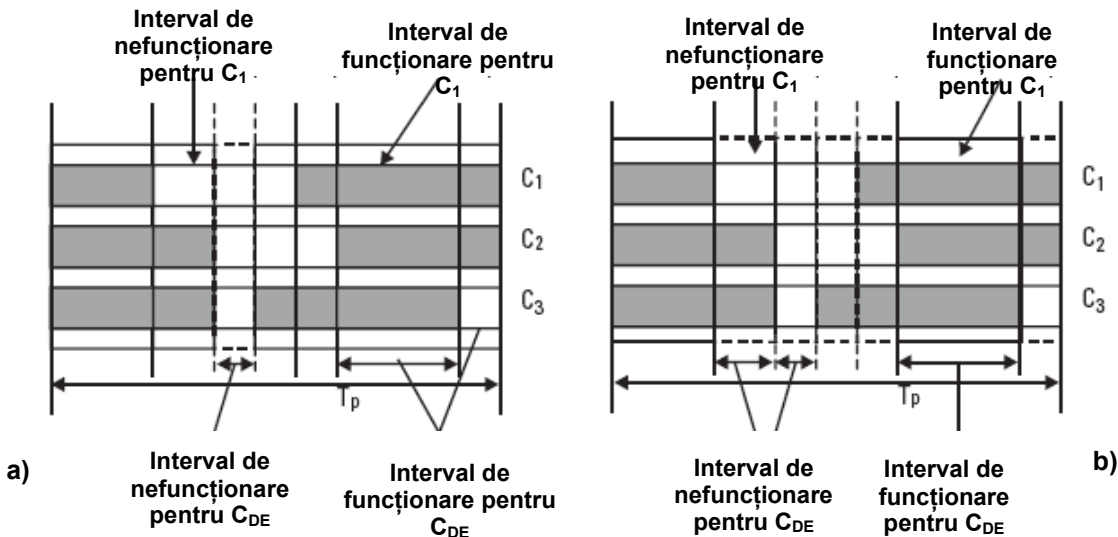 Interval de
nefuncționare
pentru C₁
Interval de
funcționare pentru
C₁
C₁
C₂
C₃
Tₚ
a)
Interval de
nefuncționare
pentru C_DE
Interval de
funcționare pentru
C_DE
Interval de
nefuncționare
pentru C₁
Interval de
funcționare
pentru C₁
C₁
C₂
C₃
Tₚ
Interval de
nefuncționare
pentru C_DE
Interval de
funcționare
pentru C_DE
b)